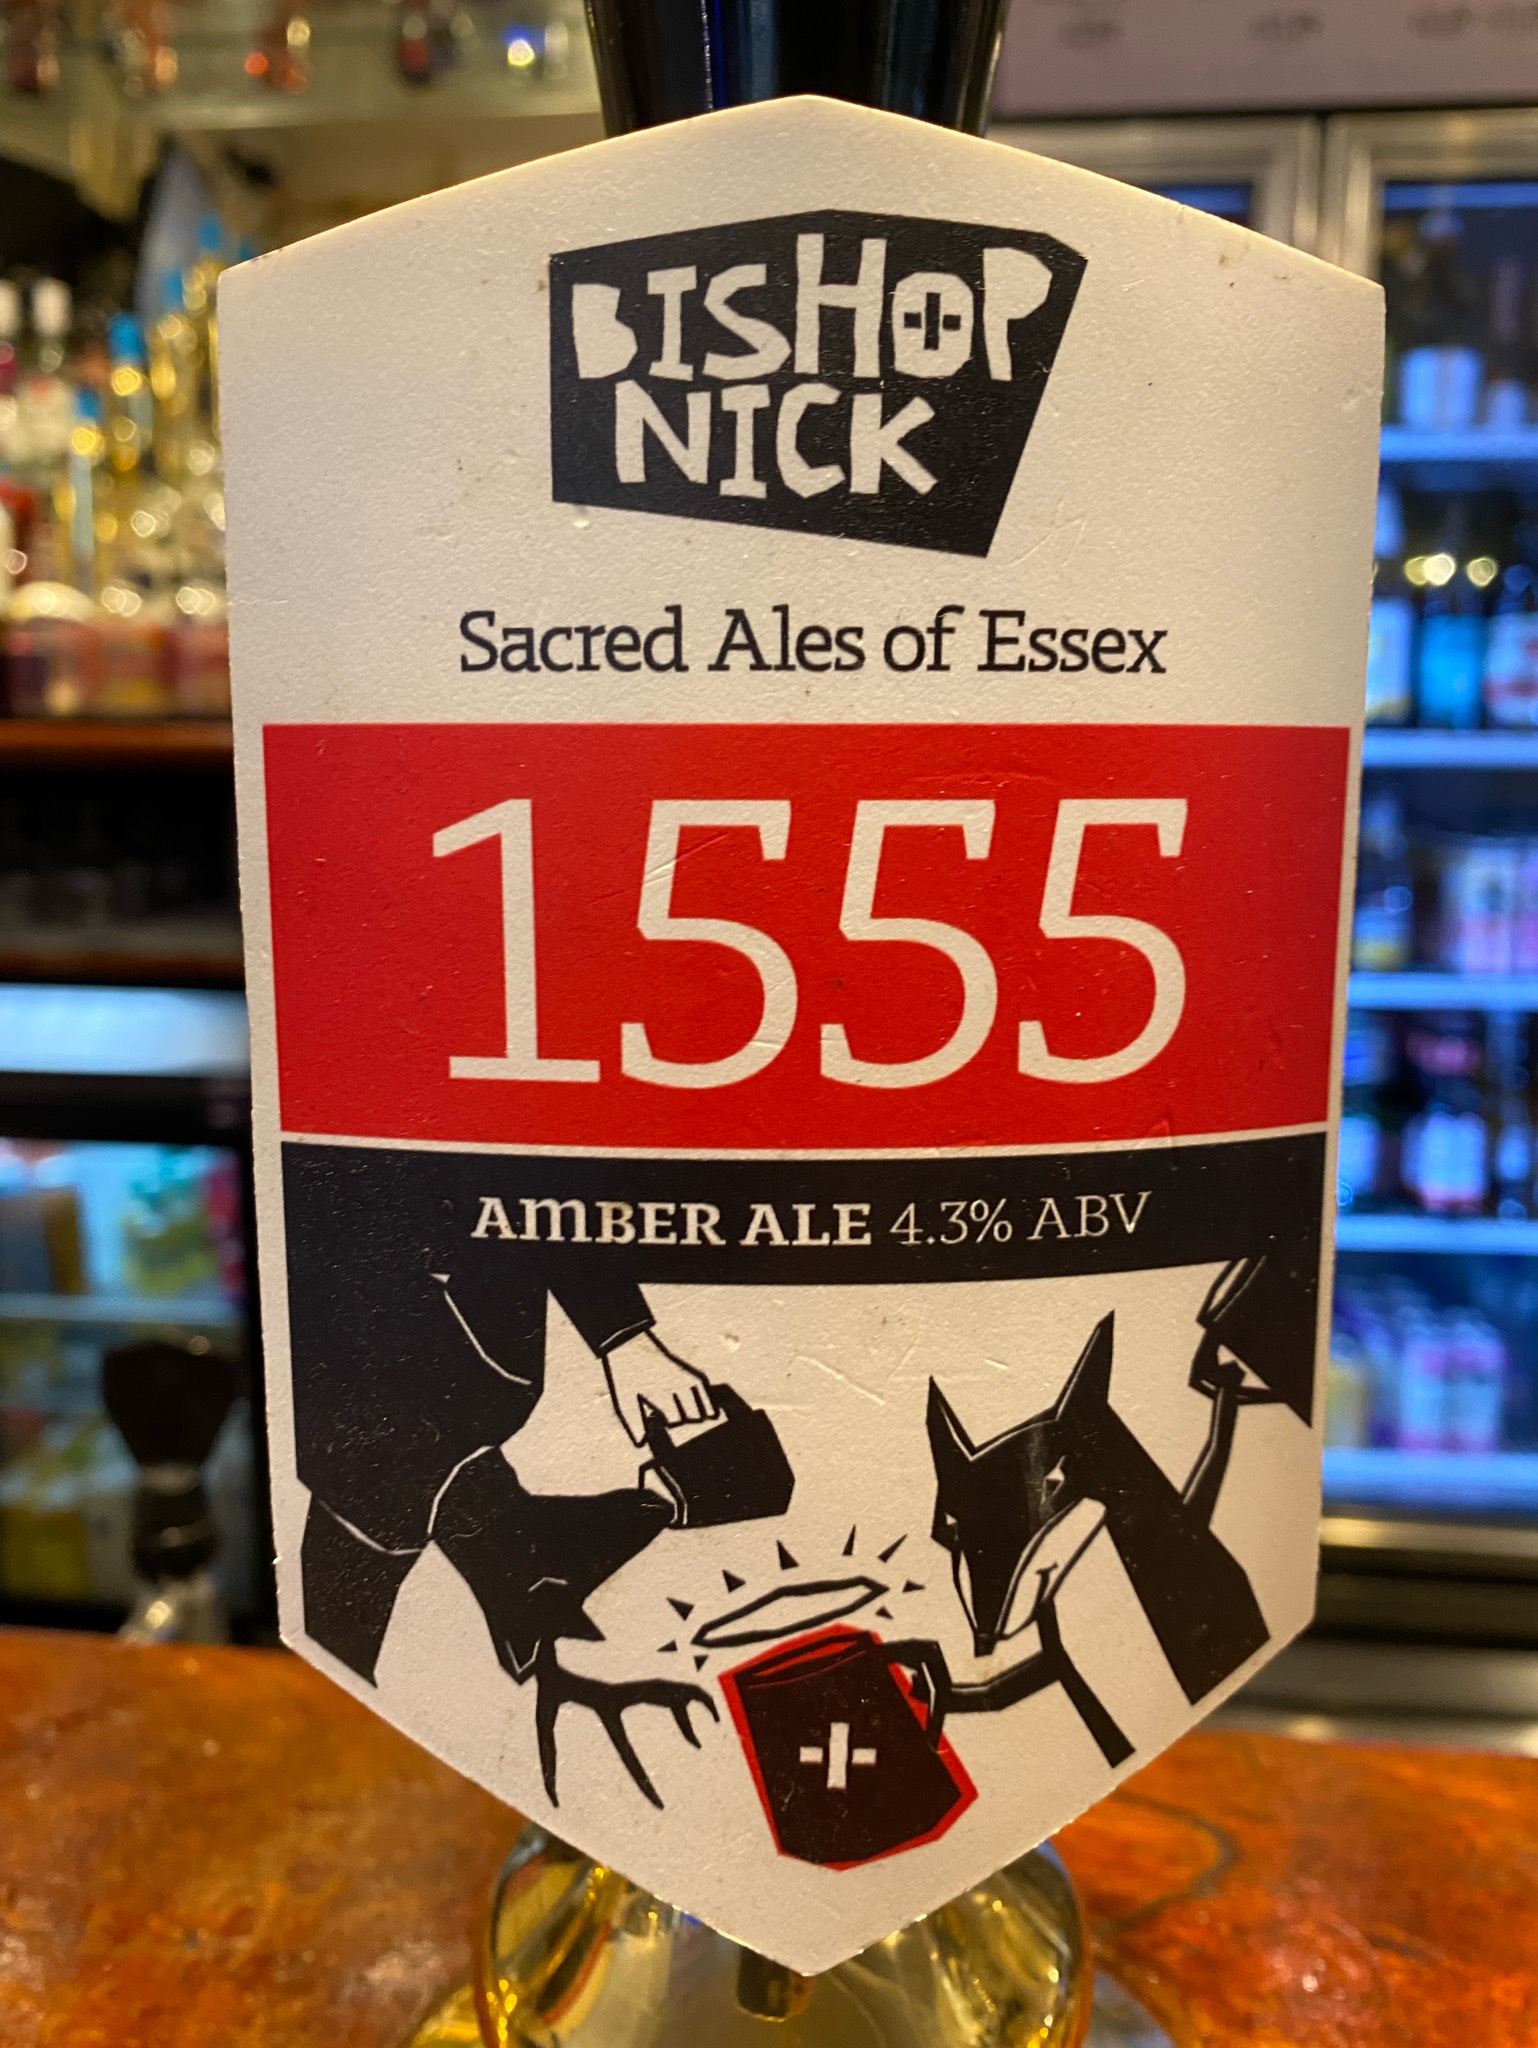 BISHOP
NICK
Sacred Ales of Essex
1555
AMBER ALE 4.3% ABV